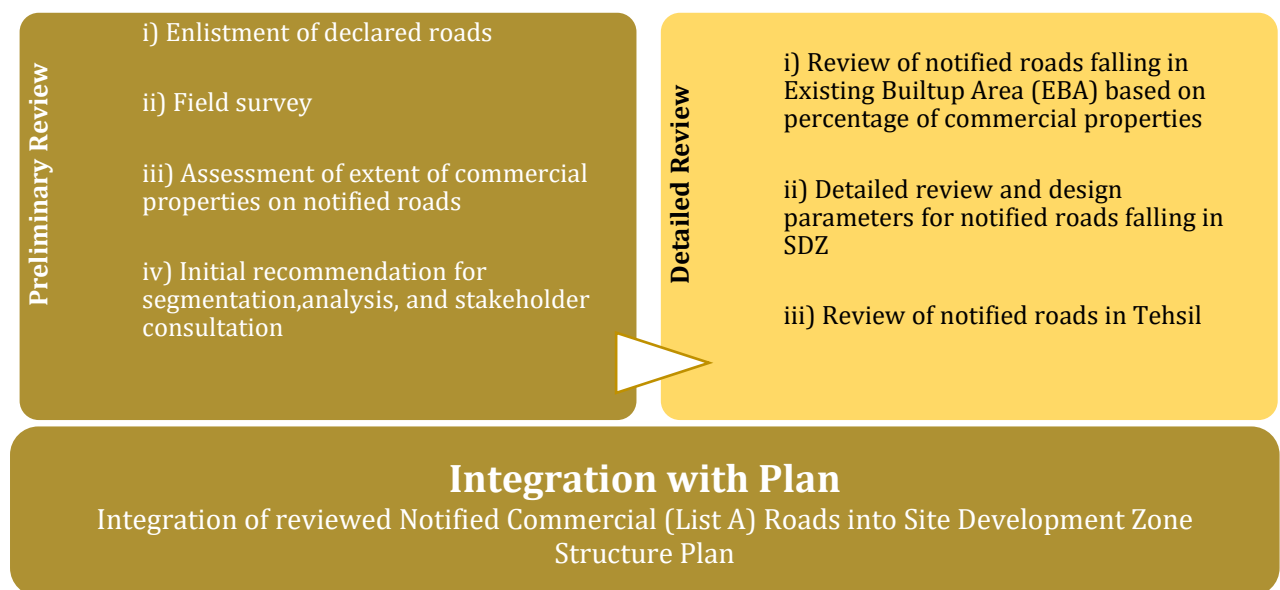 Preliminary Review
i) Enlistment of declared roads
ii) Field survey
iii) Assessment of extent of commercial
properties on notified roads
iv) Initial recommendation for
segmentation,analysis, and stakeholder
consultation
Detailed Review
i) Review of notified roads falling in
Existing Builtup Area (EBA) based on
percentage of commercial properties
ii) Detailed review and design
parameters for notified roads falling in
SDZ
iii) Review of notified roads in Tehsil
Integration with Plan
Integration of reviewed Notified Commercial (List A) Roads into Site Development Zone
Structure Plan